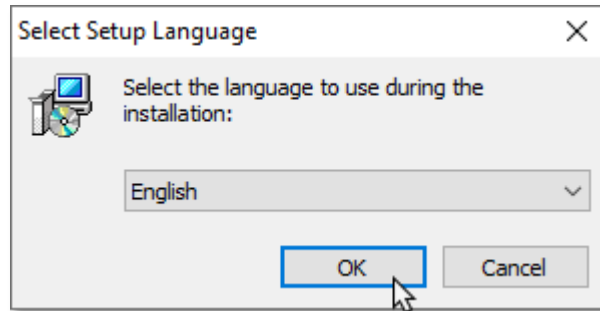 Select Setup Language
Select the language to use during the
installation:
English
OK
Cancel